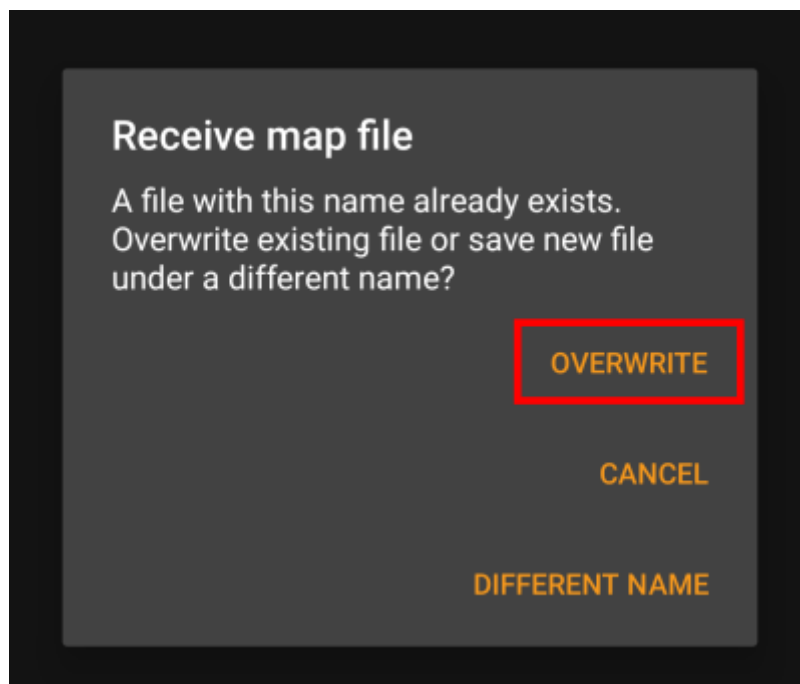 Receive map file
A file with this name already exists.
Overwrite existing file or save new file
under a different name?
OVERWRITE
CANCEL
DIFFERENT NAME